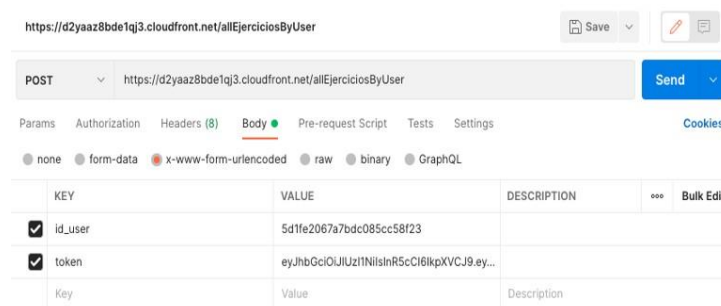 https://d2yaaz8bde1qj3.cloudfront.net/allEjerciciosByUser
Save
POST https://d2yaaz8bde1qj3.cloudfront.net/allEjerciciosByUser Send
Params Authorization Headers (8) Body Pre-request Script Tests Settings Cookies
none form-data x-www-form-urlencoded raw binary GraphQL
KEY VALUE DESCRIPTION ooo Bulk Edi
id_user 5d1fe2067a7bdc085cc58f23
token eyJhbGciOiJIUzI1NiIsInR5cCI6IkpXVCJ9.ey...
Key Value Description